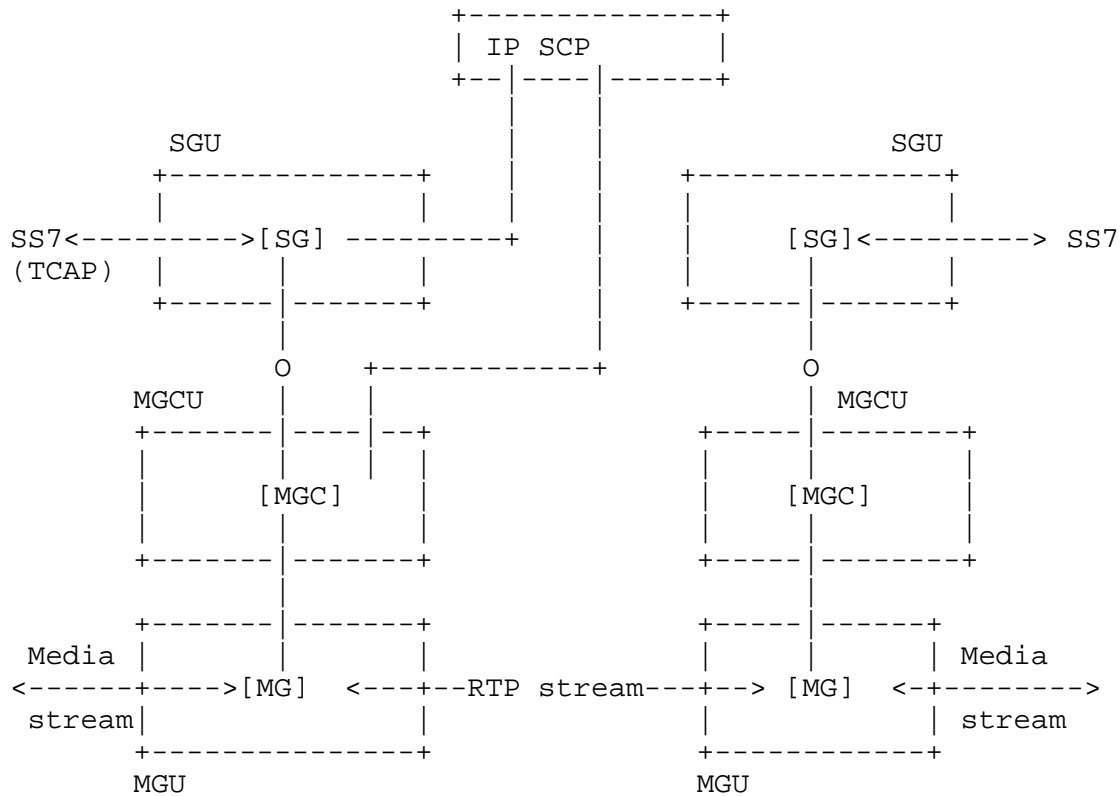 IP SCP
SGU SGU
SS7<--------->[SG] ---------+ [SG]<---------> SS7
(TCAP)
O O
MGCU MGCU
[MGC] [MGC]
Media Media
<------+---->[MG] <---+--RTP stream---+--> [MG] <-+-------->
stream stream
MGU MGU